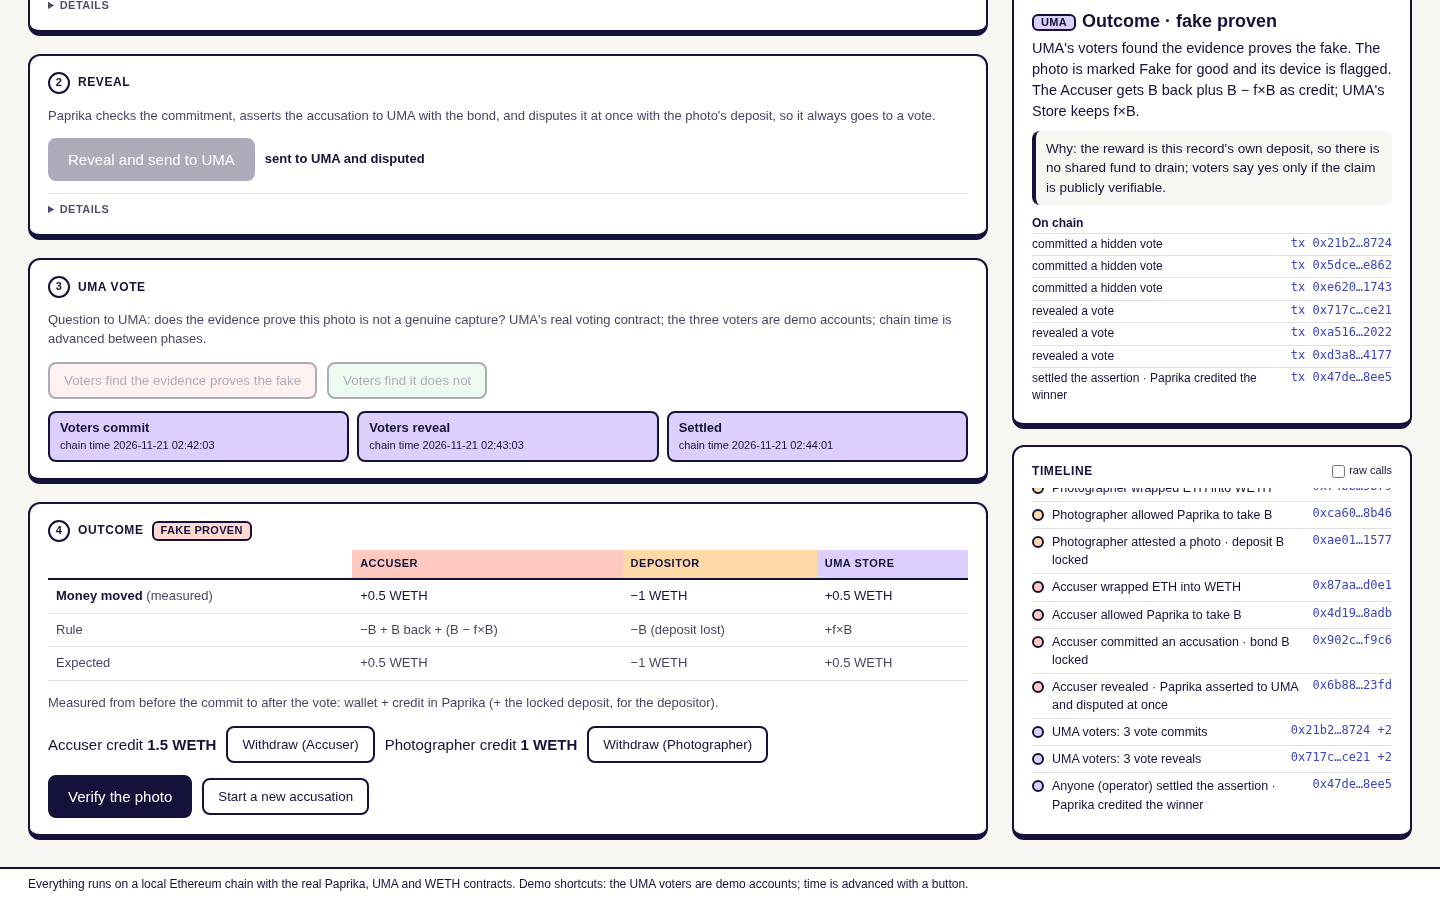 ▶ DETAILS
2 REVEAL
Paprika checks the commitment, asserts the accusation to UMA with the bond, and disputes it at once with the photo's deposit, so it always goes to a vote.
Reveal and send to UMA sent to UMA and disputed
▶ DETAILS
3 UMA VOTE
Question to UMA: does the evidence prove this photo is not a genuine capture? UMA's real voting contract; the three voters are demo accounts; chain time is
advanced between phases.
Voters find the evidence proves the fake Voters find it does not
Voters commit Voters reveal Settled
chain time 2026-11-21 02:42:03 chain time 2026-11-21 02:43:03 chain time 2026-11-21 02:44:01
4 OUTCOME FAKE PROVEN
ACCUSER DEPOSITOR UMA STORE
Money moved (measured) +0.5 WETH −1 WETH +0.5 WETH
Rule −B + B back + (B − f×B) −B (deposit lost) +f×B
Expected +0.5 WETH −1 WETH +0.5 WETH
Measured from before the commit to after the vote: wallet + credit in Paprika (+ the locked deposit, for the depositor).
Accuser credit 1.5 WETH Withdraw (Accuser) Photographer credit 1 WETH Withdraw (Photographer)
Verify the photo Start a new accusation
UMA Outcome · fake proven
UMA's voters found the evidence proves the fake. The
photo is marked Fake for good and its device is flagged.
The Accuser gets B back plus B − f×B as credit; UMA's
Store keeps f×B.
Why: the reward is this record's own deposit, so there is
no shared fund to drain; voters say yes only if the claim
is publicly verifiable.
On chain
committed a hidden vote tx 0x21b2…8724
committed a hidden vote tx 0x5dce…e862
committed a hidden vote tx 0xe620…1743
revealed a vote tx 0x717c…ce21
revealed a vote tx 0xa516…2022
revealed a vote tx 0xd3a8…4177
settled the assertion · Paprika credited the tx 0x47de…8ee5
winner
TIMELINE raw calls
Photographer wrapped ETH into WETH
Photographer allowed Paprika to take B 0xca60…8b46
Photographer attested a photo · deposit B 0xae01…1577
locked
Accuser wrapped ETH into WETH 0x87aa…d0e1
Accuser allowed Paprika to take B 0x4d19…8adb
Accuser committed an accusation · bond B 0x902c…f9c6
locked
Accuser revealed · Paprika asserted to UMA 0x6b88…23fd
and disputed at once
UMA voters: 3 vote commits 0x21b2…8724 +2
UMA voters: 3 vote reveals 0x717c…ce21 +2
Anyone (operator) settled the assertion · 0x47de…8ee5
Paprika credited the winner
Everything runs on a local Ethereum chain with the real Paprika, UMA and WETH contracts. Demo shortcuts: the UMA voters are demo accounts; time is advanced with a button.